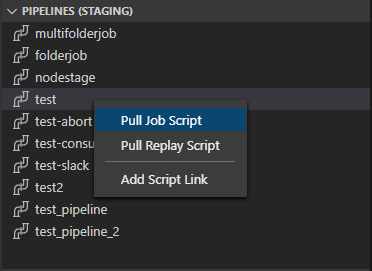 PIPELINES (STAGING)
multifolderjob
folderjob
nodestage
test
Pull Job Script
test-abort
Pull Replay Script
test-consu
test-slack
Add Script Link
test2
test_pipeline
test_pipeline_2